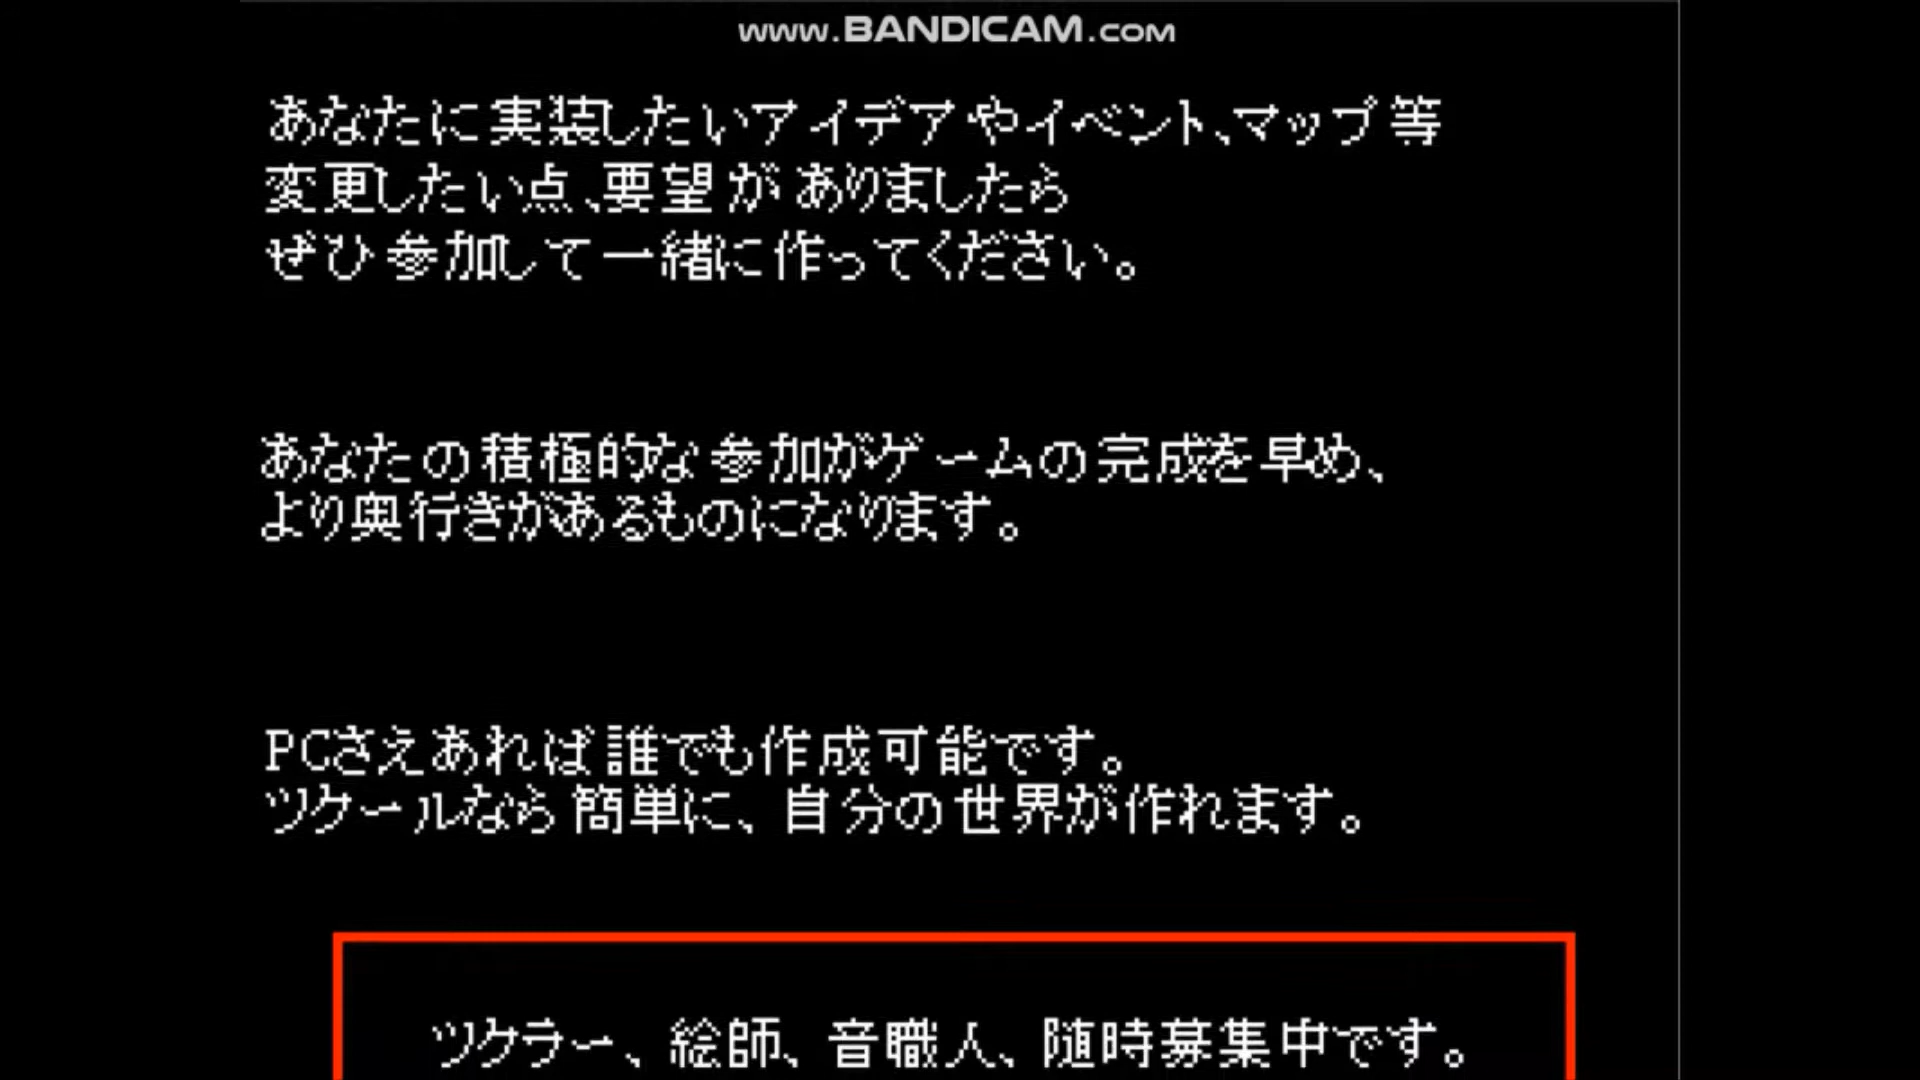 www.BANDICAM.com
あなたに実装したいアイデアやイベント、マップ等
変更したい点、要望がありましたら
ぜひ参加して一緒に作ってください。
あなたの積極的な参加がゲームの完成を早め、
より奥行きがあるものになります。
PCさえあれば誰でも作成可能です。
ツクールなら簡単に、自分の世界が作れます。
ツクラー、絵師、音職人、随時募集中です。